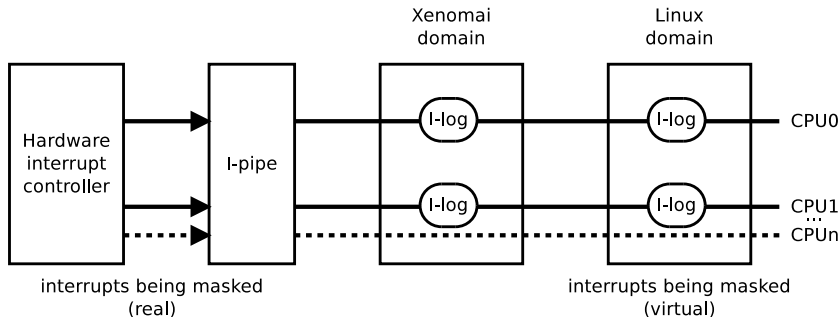 Xenomai
domain
Linux
domain
Hardware
interrupt
controller
I-pipe
I-log
I-log
CPU0
I-log
I-log
CPU1
...
CPUn
interrupts being masked
(real)
interrupts being masked
(virtual)